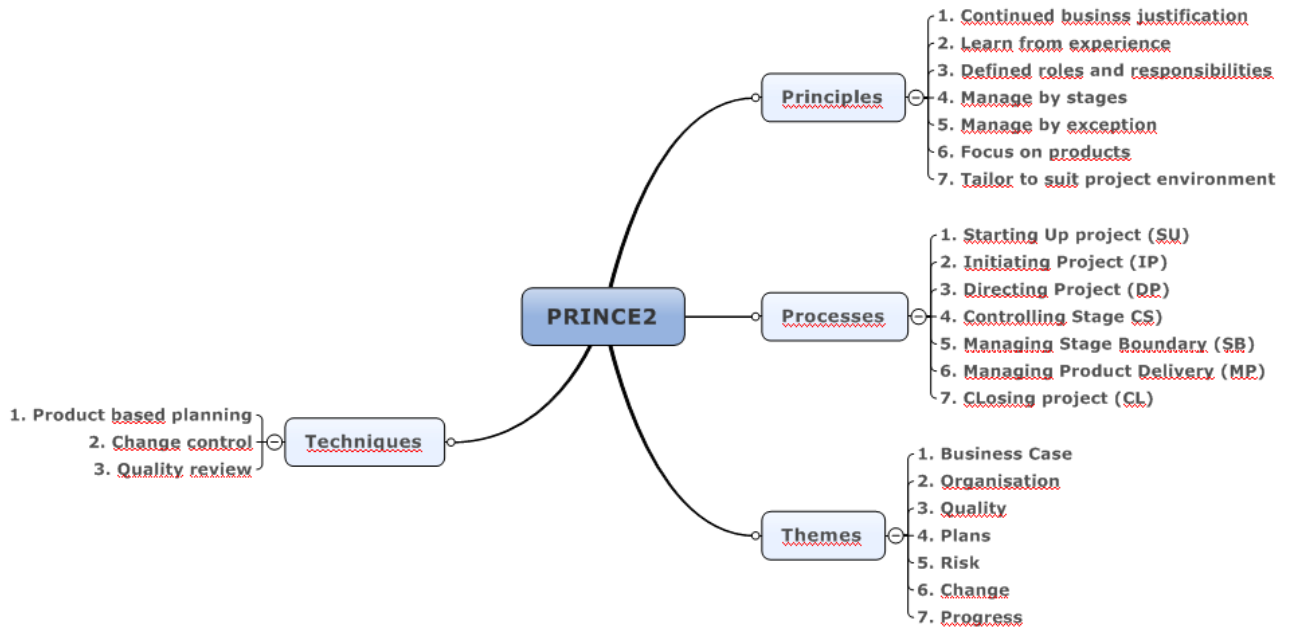 PRINCE2
Principles
1. Continued businss justification
2. Learn from experience
3. Defined roles and responsibilities
4. Manage by stages
5. Manage by exception
6. Focus on products
7. Tailor to suit project environment
Processes
1. Starting Up project (SU)
2. Initiating Project (IP)
3. Directing Project (DP)
4. Controlling Stage CS)
5. Managing Stage Boundary (SB)
6. Managing Product Delivery (MP)
7. CLosing project (CL)
Themes
1. Business Case
2. Organisation
3. Quality
4. Plans
5. Risk
6. Change
7. Progress
Techniques
1. Product based planning
2. Change control
3. Quality review